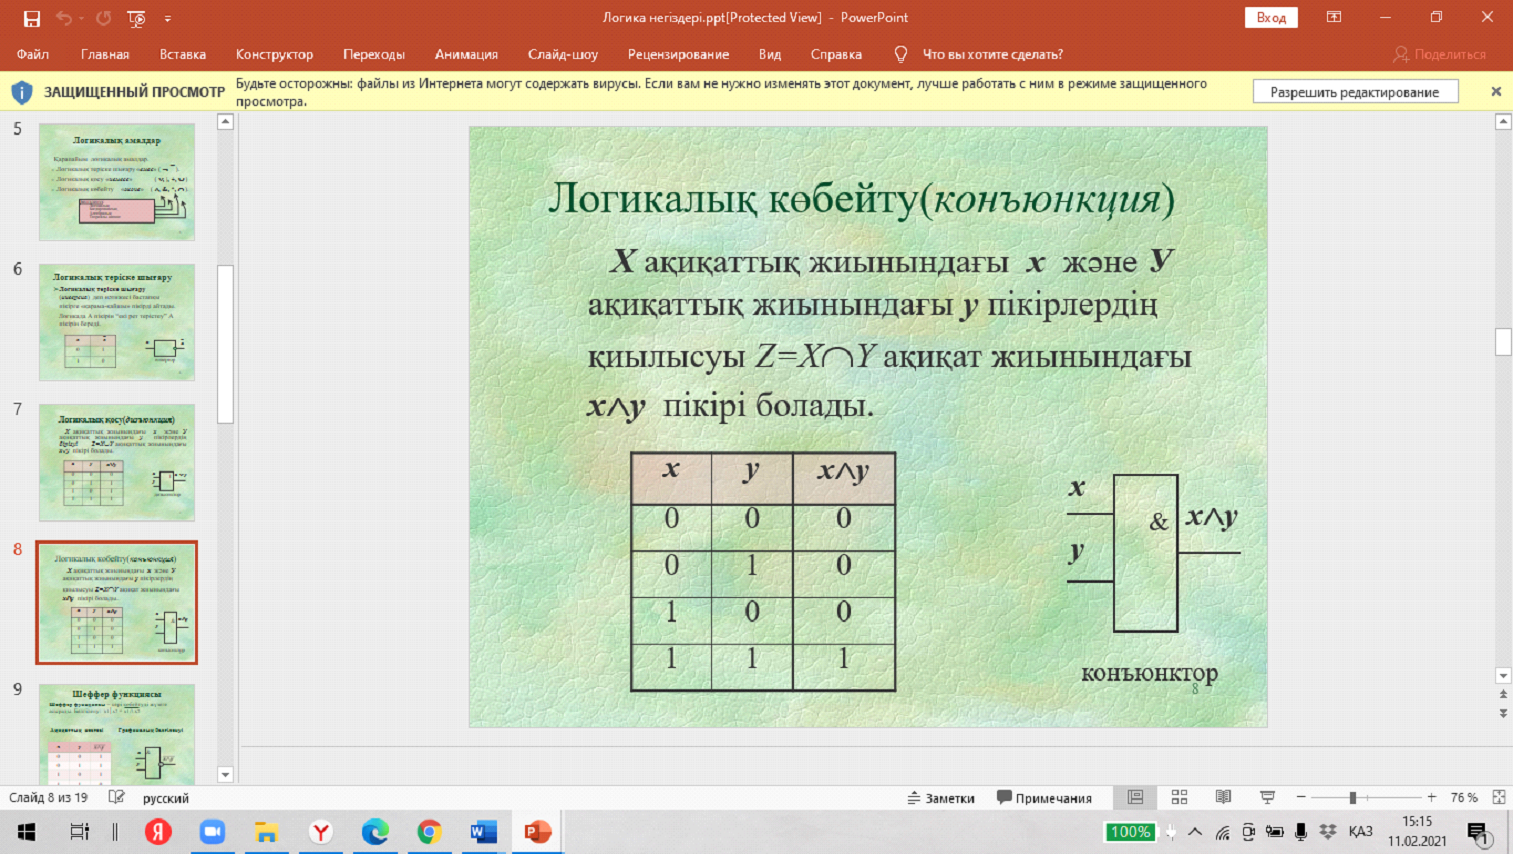 Логика негіздері.ppt[Protected View] - PowerPoint
Вход
Файл Главная Вставка Конструктор Переходы Анимация Слайд-шоу Рецензирование Вид Справка Что вы хотите сделать? Поделиться
ЗАЩИЩЕННЫЙ ПРОСМОТР
Будьте осторожны: файлы из Интернета могут содержать вирусы. Если вам не нужно изменять этот документ, лучше работать с ним в режиме защищенного
просмотра.
Разрешить редактирование
5
Логикалық амалдар
6
Логикалық теріске шығару
7
Логикалық қосу(дизъюнкция)
8
Логикалық көбейту(конъюнкция)
9
Шеффер функциясы
Логикалық көбейту(конъюнкция)
X ақиқаттық жиынындағы x және У
ақиқаттық жиынындағы y пікірлердің
қиылысуы Z=X⌒Y ақиқат жиынындағы
x∧y пікірі болады.
x y x∧y
0 0 0
0 1 0
1 0 0
1 1 1
x
y
&
x∧y
конъюнктор
8
Слайд 8 из 19 русский Заметки Примечания 76 %
100% ҚАЗ 15:15
11.02.2021
1